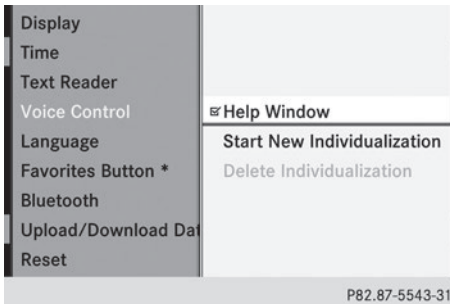 Display
Time
Text Reader
Voice Control
Language
Favorites Button *
Bluetooth
Upload/Download Dat
Reset
Help Window
Start New Individualization
Delete Individualization
P82.87-5543-31